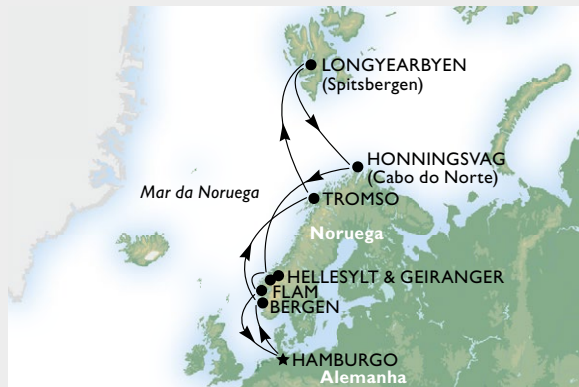 LONGYEARBYEN
(Spitsbergen)
HONNINGSVAG
(Cabo do Norte)
Mar da Noruega
TROMSO
Noruega
HELLESYLT & GEIRANGER
FLAM
BERGEN
HAMBURGO
Alemanha